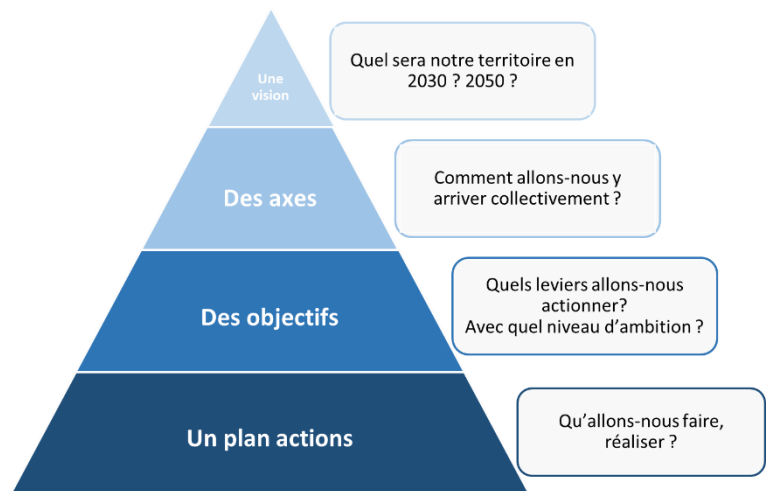 Une
vision
Quel sera notre territoire en
2030 ? 2050 ?
Des axes
Comment allons-nous y
arriver collectivement ?
Des objectifs
Quels leviers allons-nous
actionner?
Avec quel niveau d’ambition ?
Un plan actions
Qu’allons-nous faire,
réaliser ?